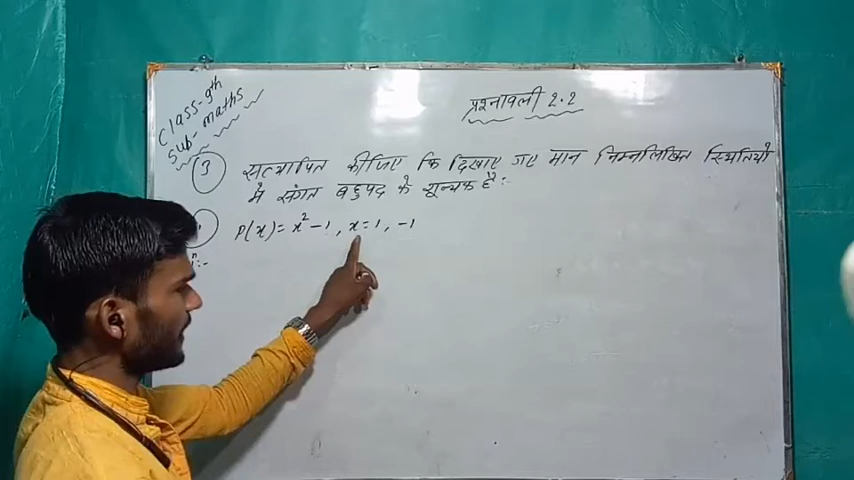 Class-9th
Sub-maths
प्रश्नावली 2.2
3 सत्यापित कीजिए कि दिखाए गए मान निम्नलिखित स्थितियों
में संगत बहुपद के शून्यक है:-
P(x)= x²-1, x=1, -1